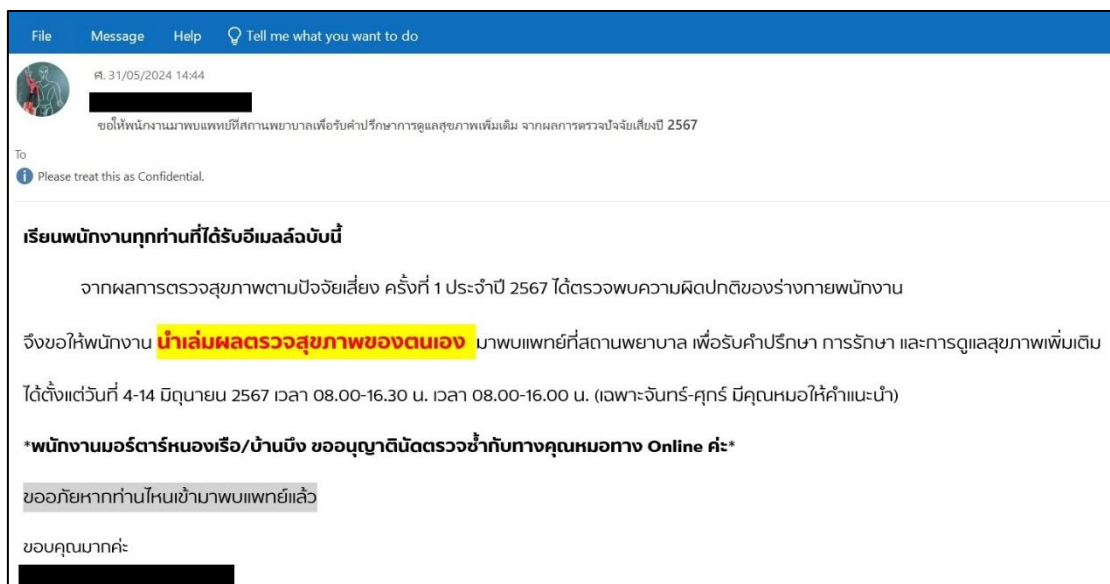 File Message Help Tell me what you want to do
ศ. 31/05/2024 14:44
ขอให้พนักงานมาพบแพทย์ที่สถานพยาบาลเพื่อรับคำปรึกษาการดูแลสุขภาพเพิ่มเติม จากผลการตรวจปัจจัยเสี่ยงปี 2567
To
Please treat this as Confidential.
เรียนพนักงานทุกท่านที่ได้รับอีเมลล์ฉบับนี้
จากผลการตรวจสุขภาพตามปัจจัยเสี่ยง ครั้งที่ 1 ประจำปี 2567 ได้ตรวจพบความผิดปกติของร่างกายพนักงาน
จึงขอให้พนักงาน นำเล่มผลตรวจสุขภาพของตนเอง มาพบแพทย์ที่สถานพยาบาล เพื่อรับคำปรึกษา การรักษา และการดูแลสุขภาพเพิ่มเติม
ได้ตั้งแต่วันที่ 4-14 มิถุนายน 2567 เวลา 08.00-16.30 น. เวลา 08.00-16.00 น. (เฉพาะจันทร์-ศุกร์ มีคุณหมอให้คำแนะนำ)
*พนักงานมอร์ตาร์หนองเรือ/บ้านบึง ขออนุญาตินัดตรวจซ้ำกับทางคุณหมอทาง Online ค่ะ*
ขออภัยหากท่านไหนเข้ามาพบแพทย์แล้ว
ขอบคุณมากค่ะ